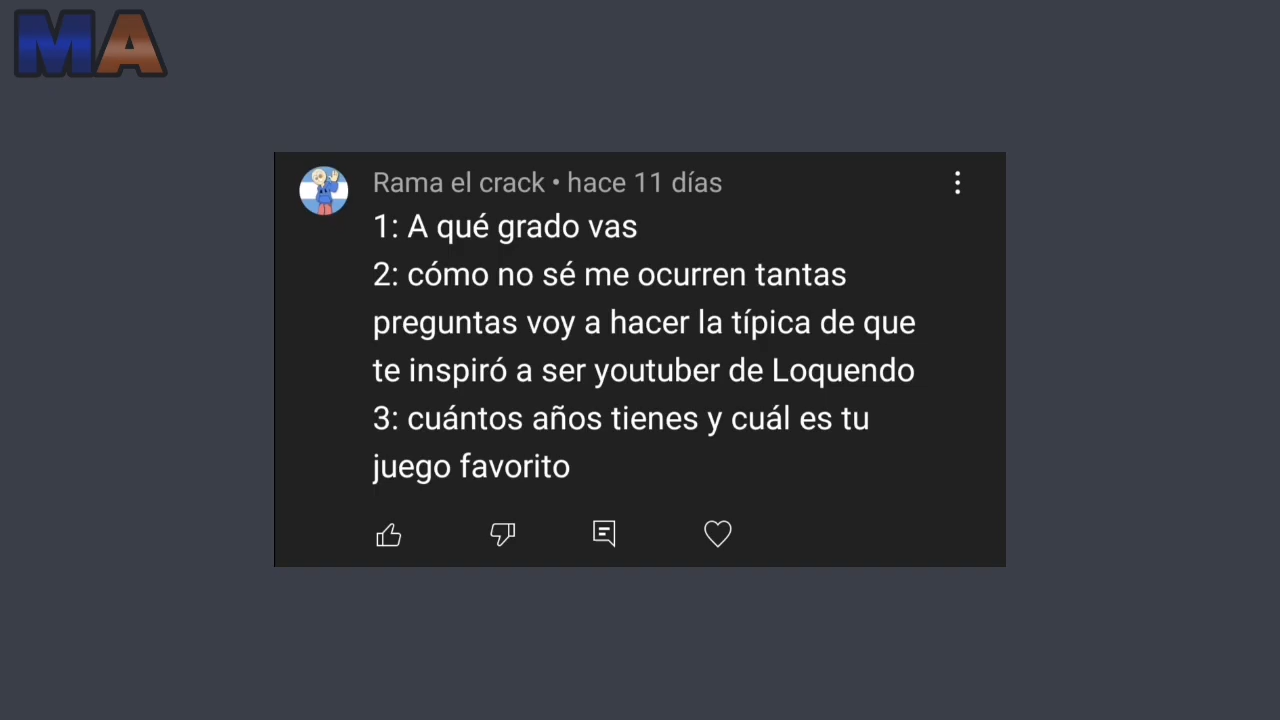 MA
Rama el crack • hace 11 días
1: A qué grado vas
2: cómo no sé me ocurren tantas
preguntas voy a hacer la típica de que
te inspiró a ser youtuber de Loquendo
3: cuántos años tienes y cuál es tu
juego favorito